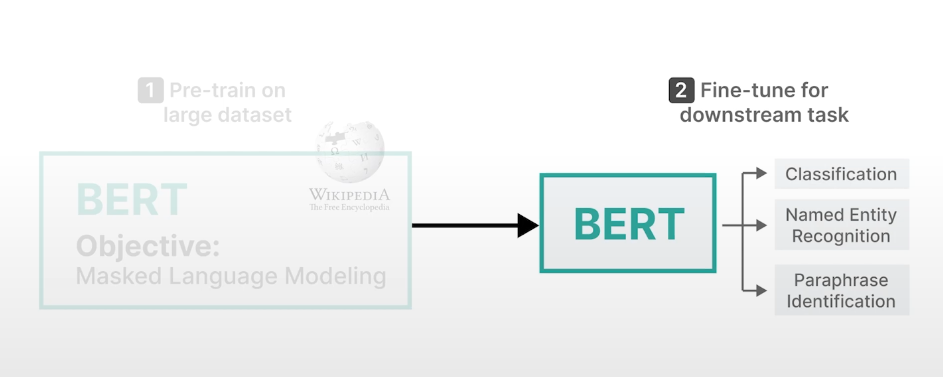 1 Pre-train on
large dataset
WIKIPEDIA
The Free Encyclopedia
BERT
Objective:
Masked Language Modeling
2 Fine-tune for
downstream task
BERT
Classification
Named Entity
Recognition
Paraphrase
Identification